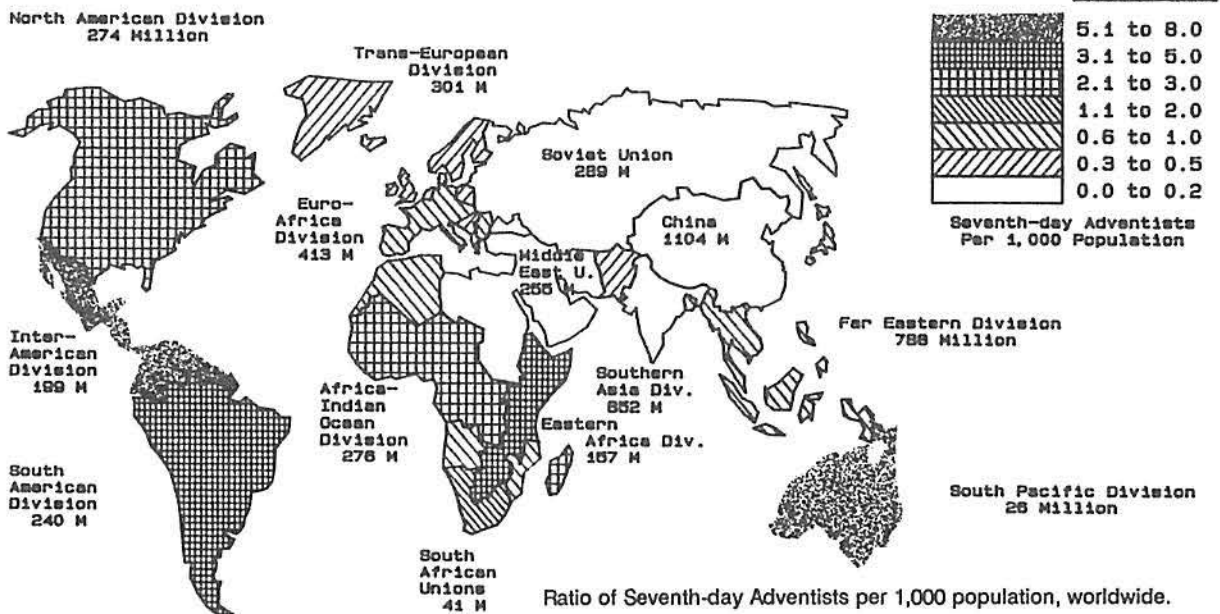 North American Division
274 Million
Trans-European
Division
301 M
5.1 to 8.0
3.1 to 5.0
2.1 to 3.0
1.1 to 2.0
0.6 to 1.0
0.3 to 0.5
0.0 to 0.2
Seventh-day Adventists
Per 1,000 Population
Soviet Union
289 M
Euro-
Africa
Division
413 M
China
1104 M
Middle
East U.
255 M
Far Eastern Division
788 Million
Inter-
American
Division
199 M
Africa-
Indian
Ocean
Division
276 M
Southern
Asia Div.
852 M
Eastern
Africa Div.
157 M
South
American
Division
240 M
South Pacific Division
26 Million
South
African
Unions
41 M
Ratio of Seventh-day Adventists per 1,000 population, worldwide.